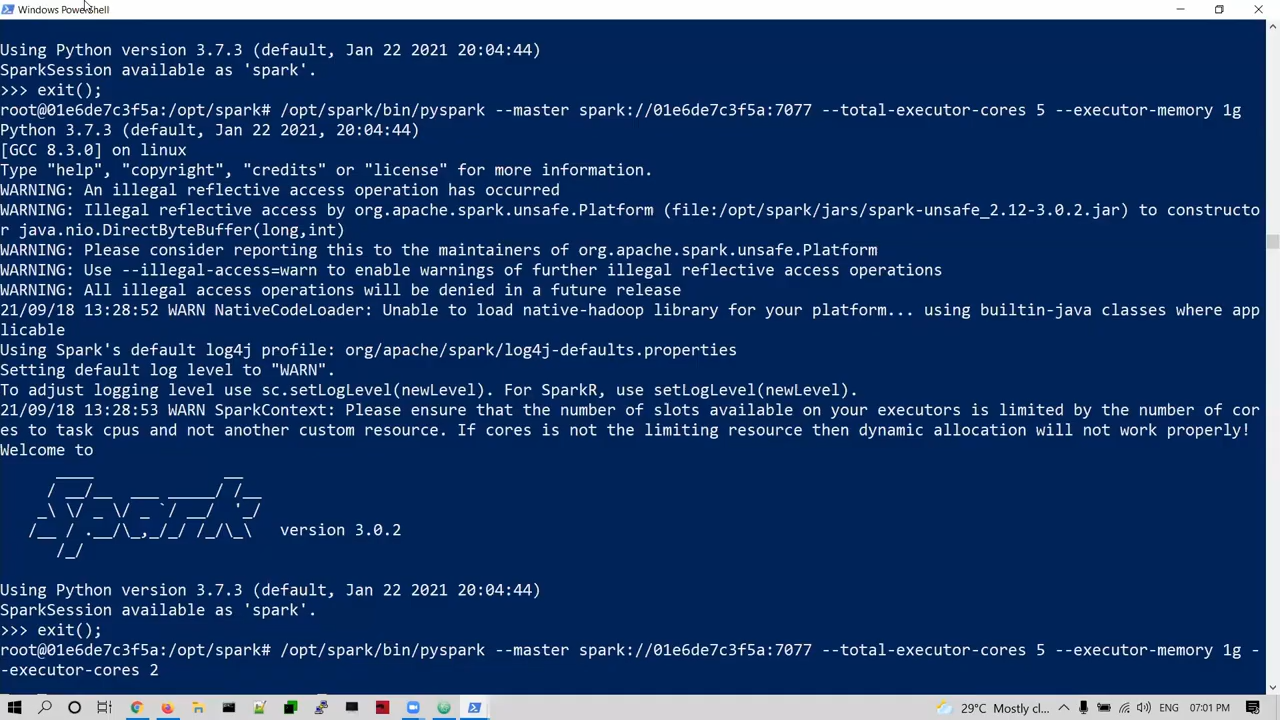 Windows PowerShell
Using Python version 3.7.3 (default, Jan 22 2021 20:04:44)
SparkSession available as 'spark'.
>>> exit();
root@01e6de7c3f5a:/opt/spark# /opt/spark/bin/pyspark --master spark://01e6de7c3f5a:7077 --total-executor-cores 5 --executor-memory 1g
Python 3.7.3 (default, Jan 22 2021, 20:04:44)
[GCC 8.3.0] on linux
Type "help", "copyright", "credits" or "license" for more information.
WARNING: An illegal reflective access operation has occurred
WARNING: Illegal reflective access by org.apache.spark.unsafe.Platform (file:/opt/spark/jars/spark-unsafe_2.12-3.0.2.jar) to constructo
r java.nio.DirectByteBuffer(long,int)
WARNING: Please consider reporting this to the maintainers of org.apache.spark.unsafe.Platform
WARNING: Use --illegal-access=warn to enable warnings of further illegal reflective access operations
WARNING: All illegal access operations will be denied in a future release
21/09/18 13:28:52 WARN NativeCodeLoader: Unable to load native-hadoop library for your platform... using builtin-java classes where app
licable
Using Spark's default log4j profile: org/apache/spark/log4j-defaults.properties
Setting default log level to "WARN".
To adjust logging level use sc.setLogLevel(newLevel). For SparkR, use setLogLevel(newLevel).
21/09/18 13:28:53 WARN SparkContext: Please ensure that the number of slots available on your executors is limited by the number of cor
es to task cpus and not another custom resource. If cores is not the limiting resource then dynamic allocation will not work properly!
Welcome to
      ____              __
     / __/__  ___ _____/ /__
    _\ \/ _ \/ _ `/ __/  '_/
   /__ / .__/\_,_/_/ /_/\_\   version 3.0.2
      /_/
Using Python version 3.7.3 (default, Jan 22 2021 20:04:44)
SparkSession available as 'spark'.
>>> exit();
root@01e6de7c3f5a:/opt/spark# /opt/spark/bin/pyspark --master spark://01e6de7c3f5a:7077 --total-executor-cores 5 --executor-memory 1g -
-executor-cores 2
29°C Mostly cl... ENG 07:01 PM